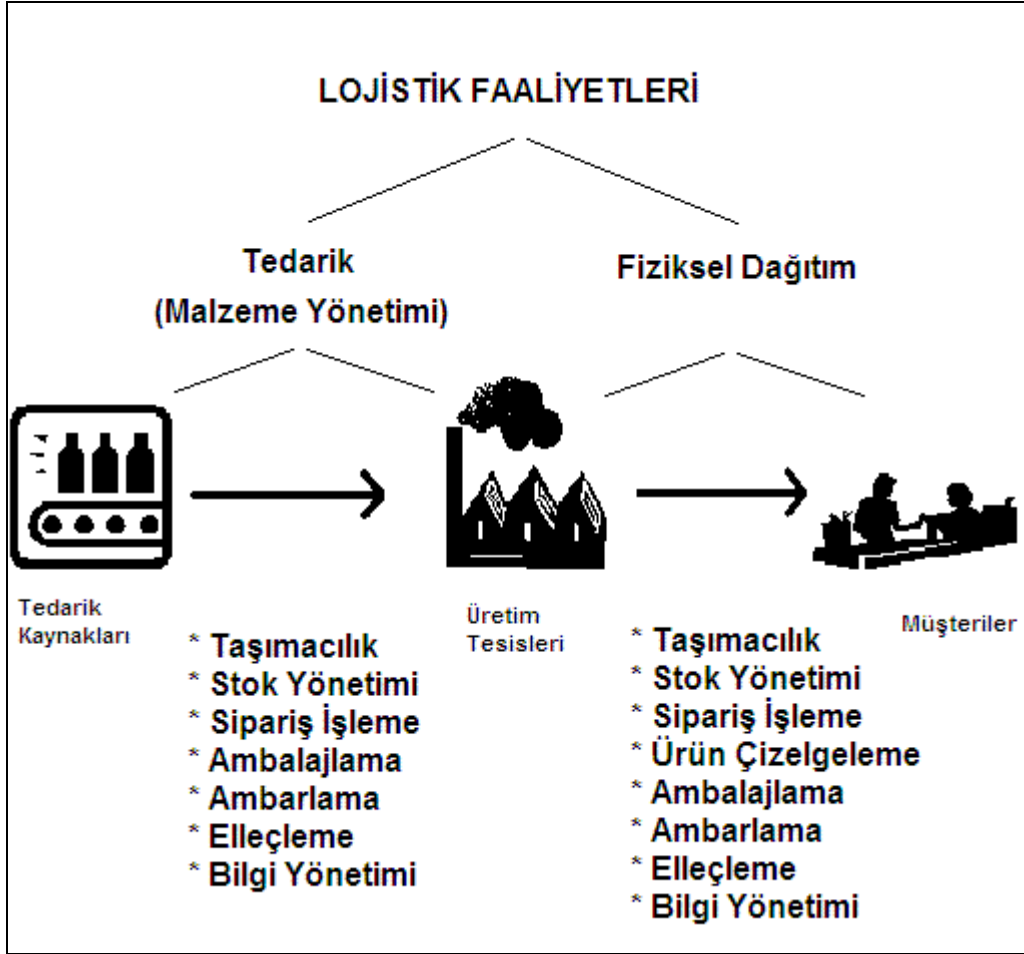 LOJİSTİK FAALİYETLERİ
Tedarik
(Malzeme Yönetimi)
Fiziksel Dağıtım
Tedarik
Kaynakları
Üretim
Tesisleri
Müşteriler
* Taşımacılık
* Stok Yönetimi
* Sipariş İşleme
* Ambalajlama
* Ambarlama
* Elleçleme
* Bilgi Yönetimi
* Taşımacılık
* Stok Yönetimi
* Sipariş İşleme
* Ürün Çizelgeleme
* Ambalajlama
* Ambarlama
* Elleçleme
* Bilgi Yönetimi